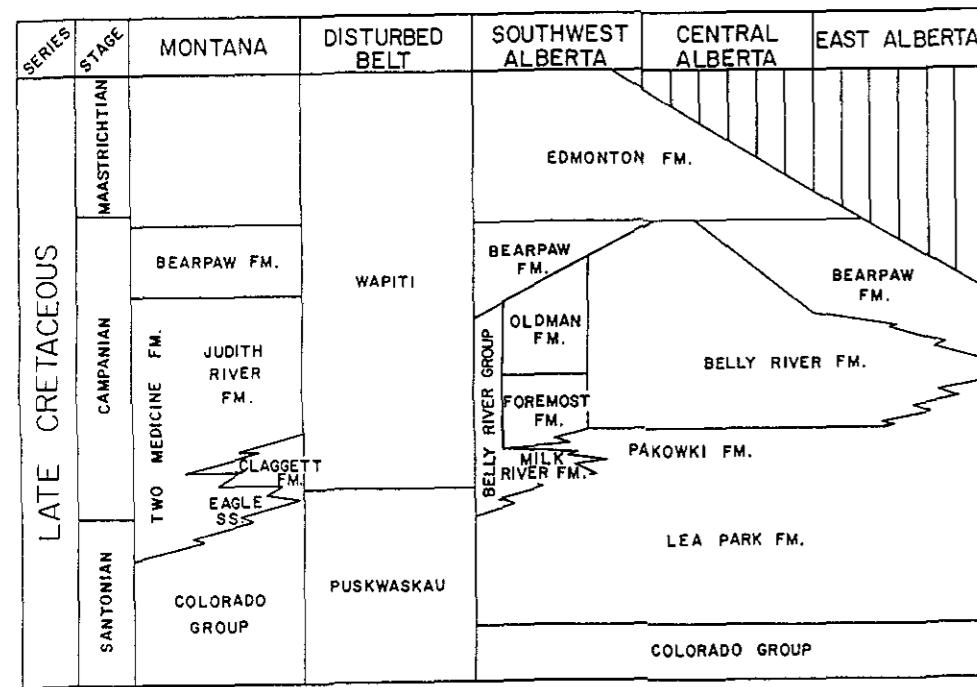 SERIES
STAGE
MONTANA
DISTURBED
BELT
SOUTHWEST
ALBERTA
CENTRAL
ALBERTA
EAST ALBERTA
LATE CRETACEOUS
MAASTRICHTIAN
CAMPANIAN
SANTONIAN
BEARPAW FM.
TWO MEDICINE FM.
JUDITH
RIVER
FM.
CLAGGETT
FM.
EAGLE
SS.
COLORADO
GROUP
WAPITI
PUSKWASKAU
EDMONTON FM.
BEARPAW
FM.
BELLY RIVER GROUP
OLDMAN
FM.
FOREMOST
FM.
MILK
RIVER FM.
BEARPAW
FM.
BELLY RIVER FM.
PAKOWKI FM.
LEA PARK FM.
COLORADO GROUP